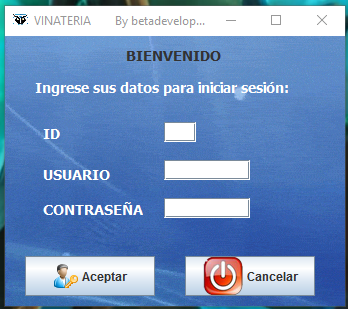 VINATERIA By betadevelop...
BIENVENIDO
Ingrese sus datos para iniciar sesión:
ID
USUARIO
CONTRASEÑA
Aceptar Cancelar